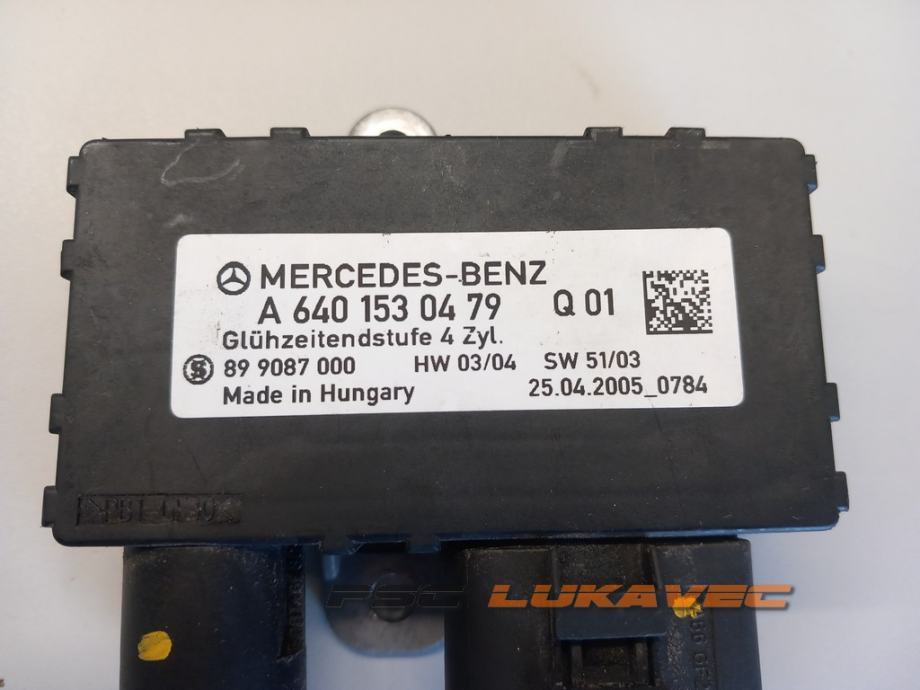 MERCEDES-BENZ
A 640 153 04 79 Q 01
Glühzeitendstufe 4 Zyl.
89 9087 000 HW 03/04 SW 51/03
Made in Hungary 25.04.2005_0784
PSC LUKAVEC